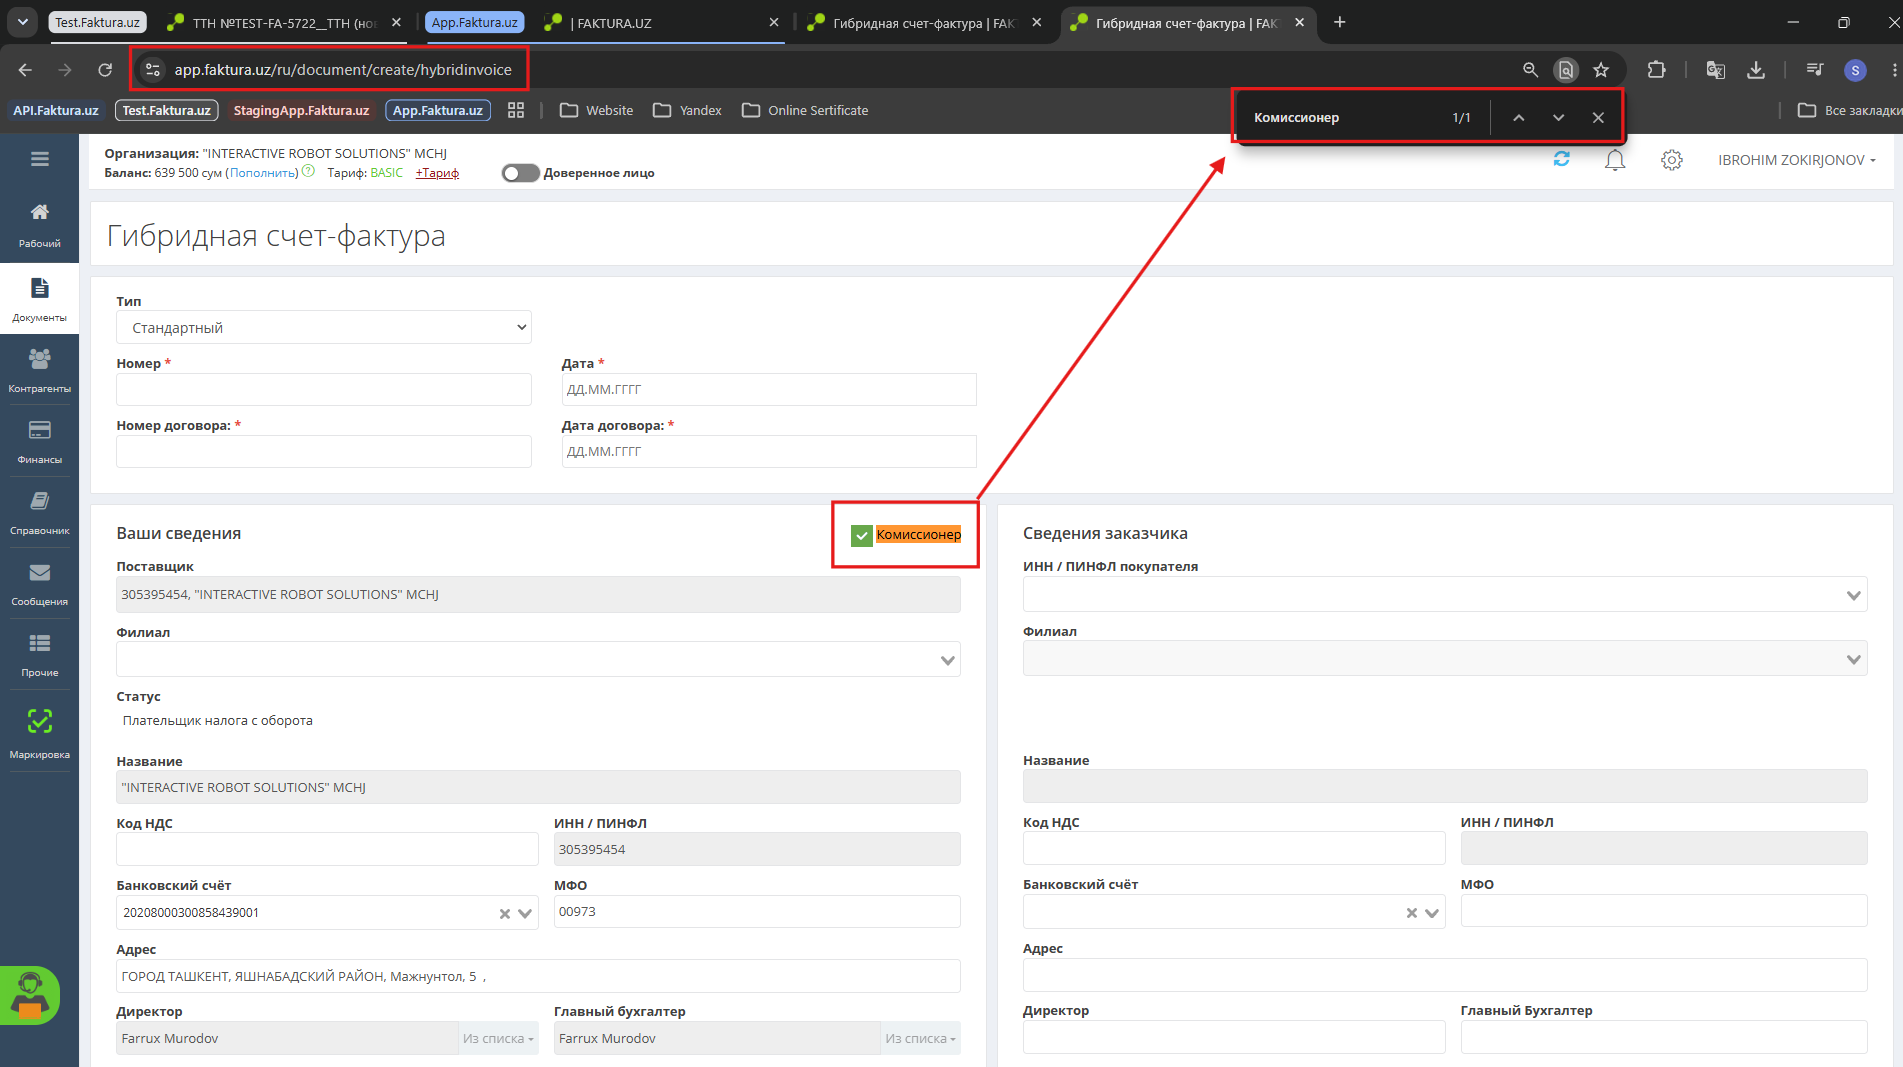 Test.Faktura.uz
ТТН №TEST-FA-5722__ТТН (нов
App.Faktura.uz
| FAKTURA.UZ
Гибридная счет-фактура | FAK
Гибридная счет-фактура | FAK
app.faktura.uz/ru/document/create/hybridinvoice
S
API.Faktura.uz
Test.Faktura.uz
StagingApp.Faktura.uz
App.Faktura.uz
Website
Yandex
Online Sertificate
Комиссионер
1/1
Все закладки
Организация: "INTERACTIVE ROBOT SOLUTIONS" MCHJ
Баланс: 639 500 сум (Пополнить) ? Тариф: BASIC +Тариф
Доверенное лицо
IBROHIM ZOKIRJONOV
Рабочий
Документы
Контрагенты
Финансы
Справочник
Сообщения
Прочие
Маркировка
Гибридная счет-фактура
Тип
Стандартный
Номер *
Дата *
ДД.ММ.ГГГГ
Номер договора: *
Дата договора: *
ДД.ММ.ГГГГ
Ваши сведения
Комиссионер
Поставщик
305395454, "INTERACTIVE ROBOT SOLUTIONS" MCHJ
Филиал
Статус
Плательщик налога с оборота
Название
"INTERACTIVE ROBOT SOLUTIONS" MCHJ
Код НДС
ИНН / ПИНФЛ
305395454
Банковский счёт
МФО
20208000300858439001
00973
Адрес
ГОРОД ТАШКЕНТ, ЯШНАБАДСКИЙ РАЙОН, Мажнунтол, 5 ,
Директор
Главный бухгалтер
Farrux Murodov
Из списка
Farrux Murodov
Из списка
Сведения заказчика
ИНН / ПИНФЛ покупателя
Филиал
Название
Код НДС
ИНН / ПИНФЛ
Банковский счёт
МФО
Адрес
Директор
Главный Бухгалтер